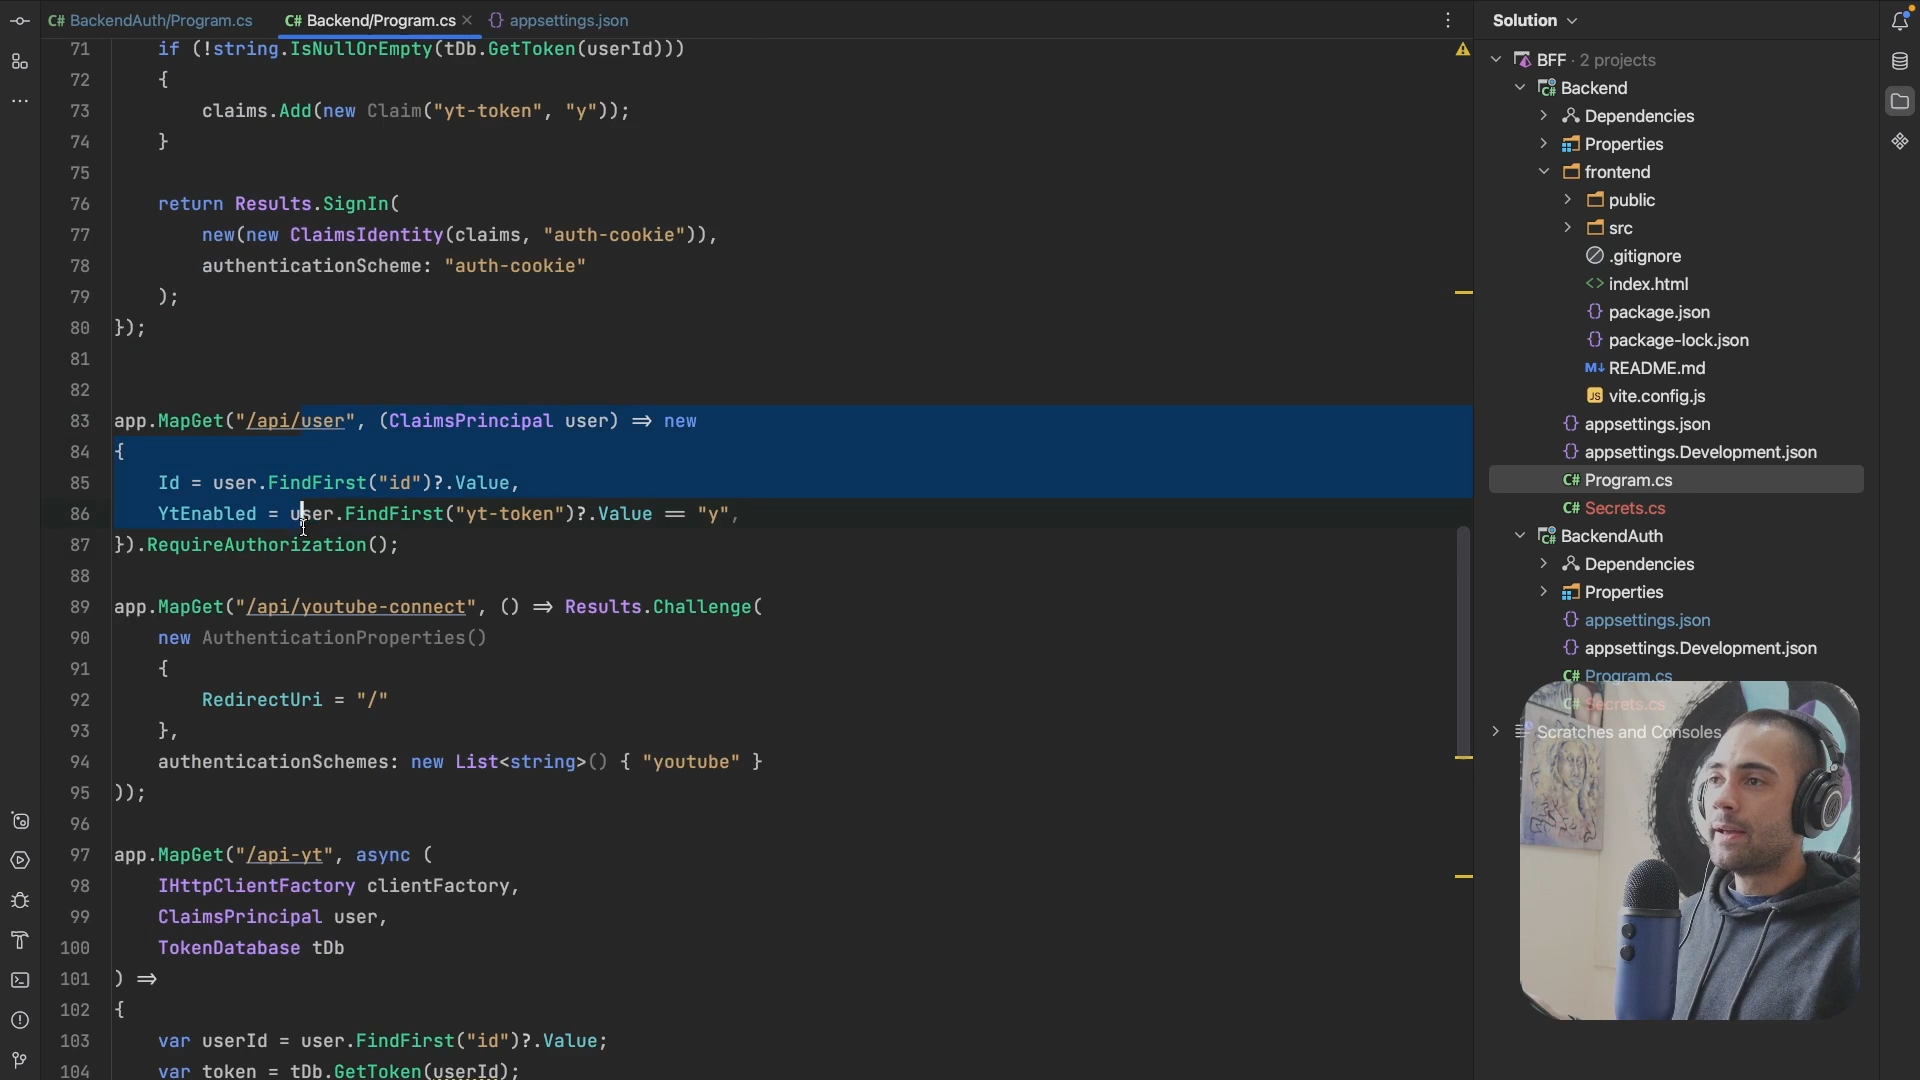 BackendAuth/Program.cs
Backend/Program.cs
appsettings.json
Solution
71 if (!string.IsNullOrEmpty(tDb.GetToken(userId)))
72 {
73 claims.Add(new Claim("yt-token", "y"));
74 }
75
76 return Results.SignIn(
77 new(new ClaimsIdentity(claims, "auth-cookie")),
78 authenticationScheme: "auth-cookie"
79 );
80 });
81
82
83 app.MapGet("/api/user", (ClaimsPrincipal user) => new
84 {
85 Id = user.FindFirst("id")?.Value,
86 YtEnabled = user.FindFirst("yt-token")?.Value == "y",
87 }).RequireAuthorization();
88
89 app.MapGet("/api/youtube-connect", () => Results.Challenge(
90 new AuthenticationProperties()
91 {
92 RedirectUri = "/"
93 },
94 authenticationSchemes: new List<string>() { "youtube" }
95 ));
96
97 app.MapGet("/api-yt", async (
98 IHttpClientFactory clientFactory,
99 ClaimsPrincipal user,
100 TokenDatabase tDb
101 ) =>
102 {
103 var userId = user.FindFirst("id")?.Value;
104 var token = tDb.GetToken(userId);
BFF · 2 projects
C# Backend
Dependencies
Properties
frontend
public
src
.gitignore
index.html
package.json
package-lock.json
README.md
vite.config.js
appsettings.json
appsettings.Development.json
C# Program.cs
C# Secrets.cs
C# BackendAuth
Dependencies
Properties
appsettings.json
appsettings.Development.json
C# Program.cs
C# Secrets.cs
Scratches and Consoles